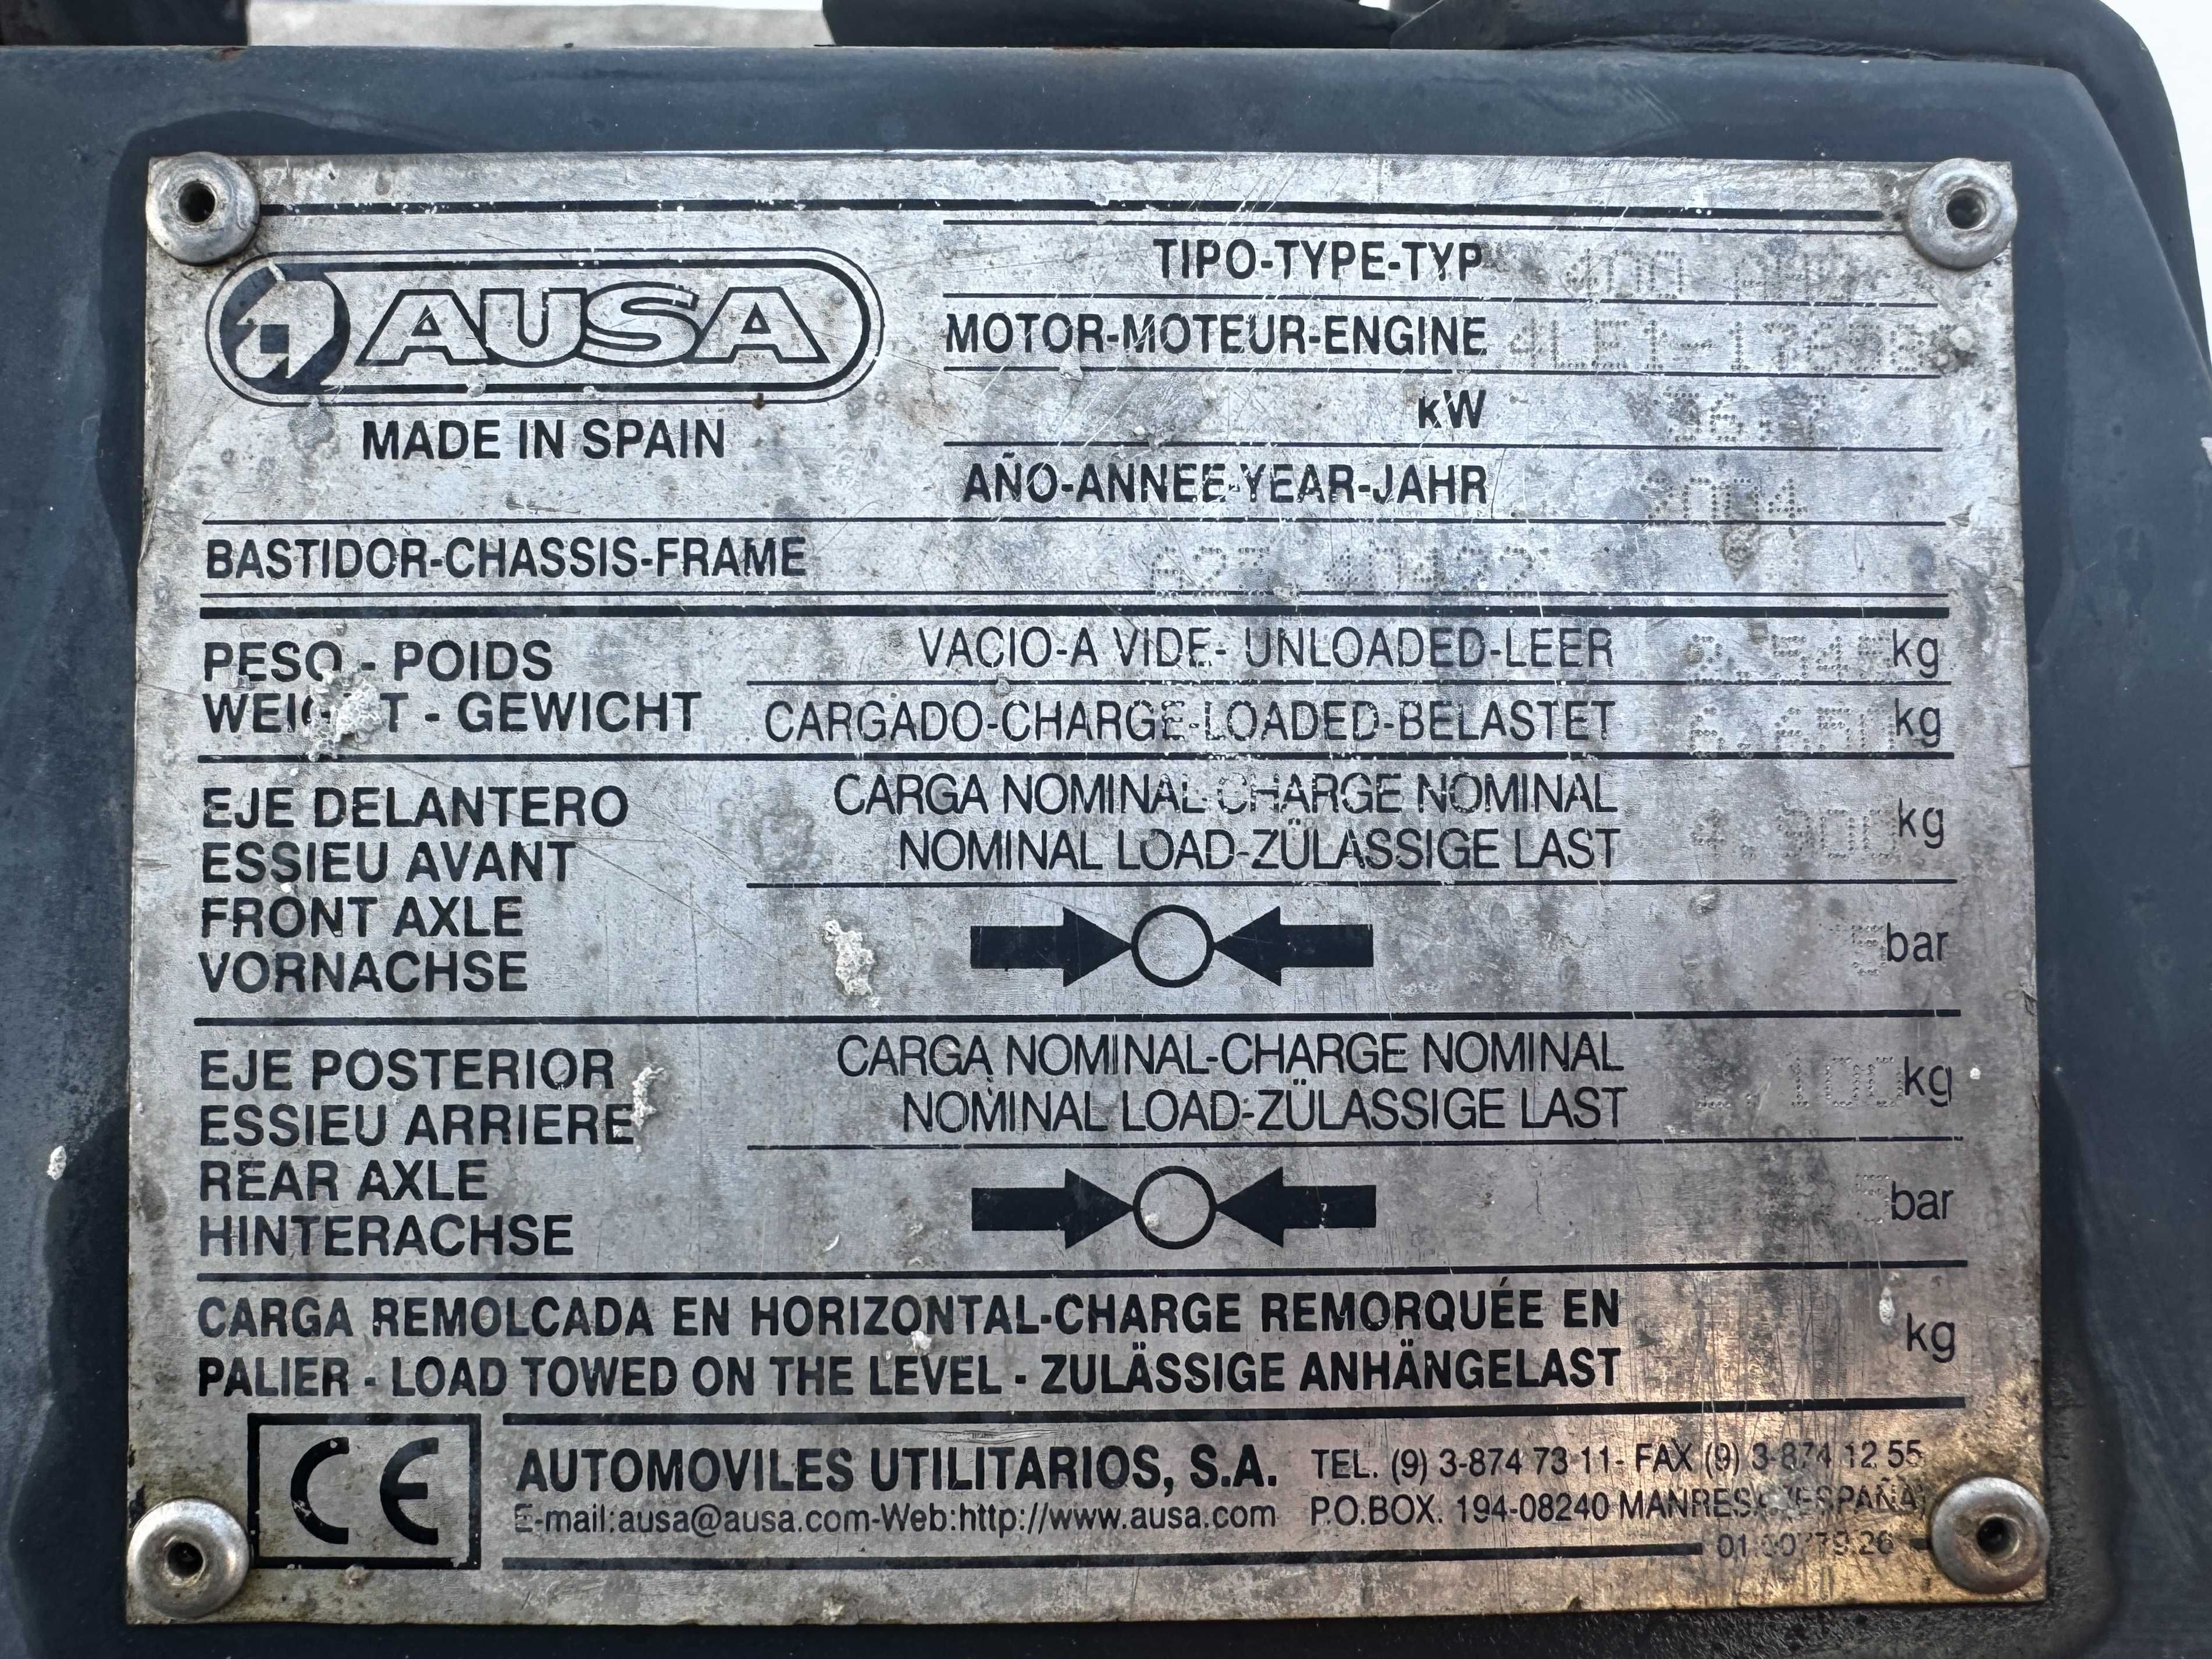 AUSA
MADE IN SPAIN
TIPO-TYPE-TYP 400
MOTOR-MOTEUR-ENGINE
kW
AÑO-ANNEE-YEAR-JAHR 2004
BASTIDOR-CHASSIS-FRAME
PESO - POIDS
WEIGHT - GEWICHT
VACIO-A VIDE- UNLOADED-LEER kg
CARGADO-CHARGE-LOADED-BELASTET kg
EJE DELANTERO
ESSIEU AVANT
FRONT AXLE
VORNACHSE
CARGA NOMINAL-CHARGE NOMINAL
NOMINAL LOAD-ZÜLASSIGE LAST 4.900 kg
bar
EJE POSTERIOR
ESSIEU ARRIERE
REAR AXLE
HINTERACHSE
CARGA NOMINAL-CHARGE NOMINAL
NOMINAL LOAD-ZÜLASSIGE LAST kg
bar
CARGA REMOLCADA EN HORIZONTAL-CHARGE REMORQUÉE EN
PALIER - LOAD TOWED ON THE LEVEL - ZULÄSSIGE ANHÄNGELAST
kg
CE
AUTOMOVILES UTILITARIOS, S.A.
E-mail:ausa@ausa.com-Web:http://www.ausa.com
TEL. (9) 3-874 73 11- FAX (9) 3-874 12 55
P.O.BOX. 194-08240 MANRESA (ESPAÑA)